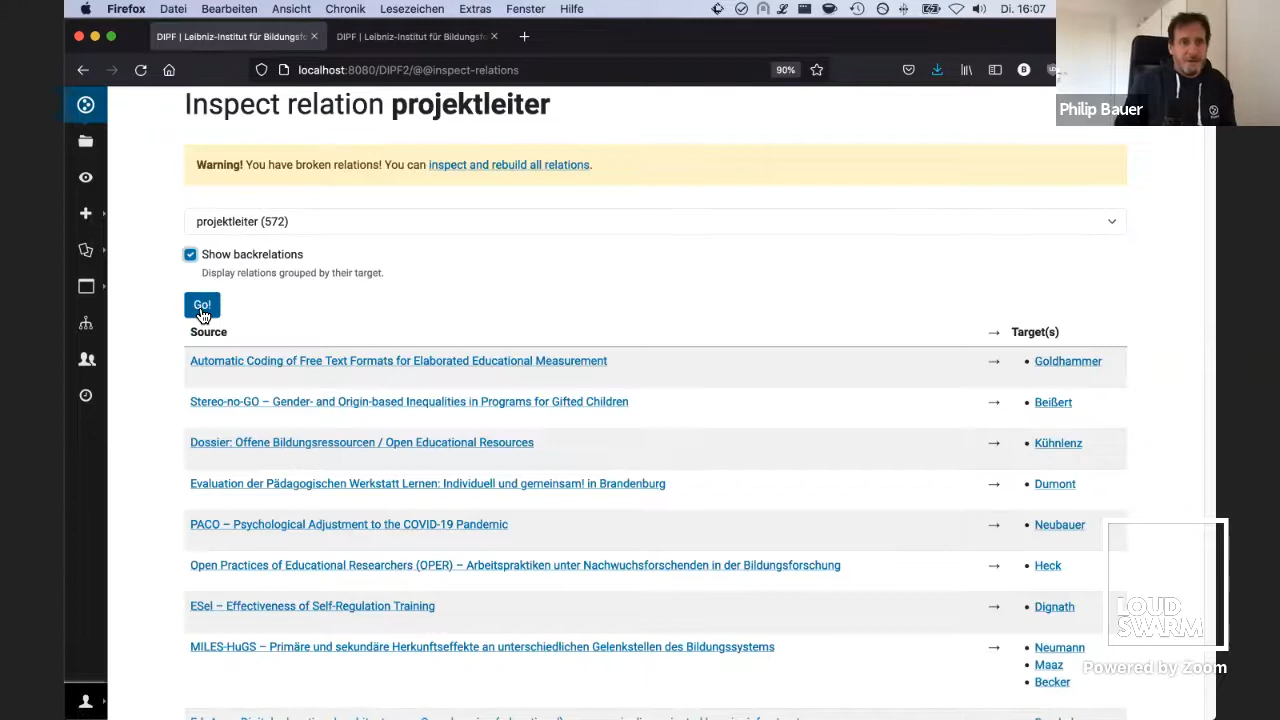 Firefox Datei Bearbeiten Ansicht Chronik Lesezeichen Extras Fenster Hilfe Di. 16:07
DIPF | Leibniz-Institut für Bildungsfo
DIPF | Leibniz-Institut für Bildungsfo
localhost:8080/DIPF2/@@inspect-relations
90%
B
Philip Bauer
Inspect relation projektleiter
Warning! You have broken relations! You can inspect and rebuild all relations.
projektleiter (572)
Show backrelations
Display relations grouped by their target.
Go!
Source → Target(s)
Automatic Coding of Free Text Formats for Elaborated Educational Measurement → • Goldhammer
Stereo-no-GO – Gender- and Origin-based Inequalities in Programs for Gifted Children → • Beißert
Dossier: Offene Bildungsressourcen / Open Educational Resources → • Kühnlenz
Evaluation der Pädagogischen Werkstatt Lernen: Individuell und gemeinsam! in Brandenburg → • Dumont
PACO – Psychological Adjustment to the COVID-19 Pandemic → • Neubauer
Open Practices of Educational Researchers (OPER) – Arbeitspraktiken unter Nachwuchsforschenden in der Bildungsforschung → • Heck
ESel – Effectiveness of Self-Regulation Training → • Dignath
MILES-HuGS – Primäre und sekundäre Herkunftseffekte an unterschiedlichen Gelenkstellen des Bildungssystems → • Neumann
• Maaz
• Becker
LOUD
SWARM
Powered by Zoom